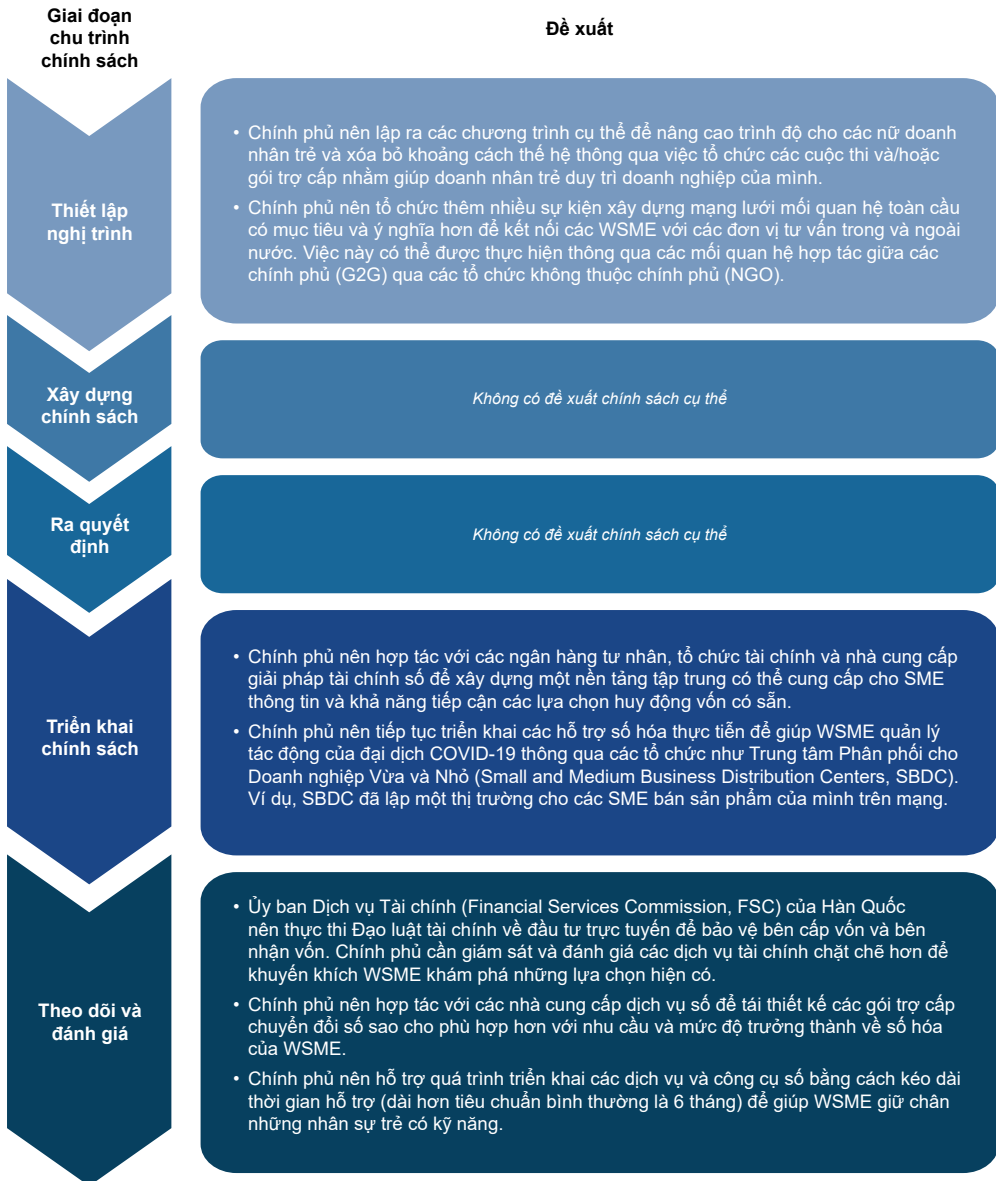 Giai đoạn
chu trình
chính sách
Đề xuất
Thiết lập
nghị trình
• Chính phủ nên lập ra các chương trình cụ thể để nâng cao trình độ cho các nữ doanh
nhân trẻ và xóa bỏ khoảng cách thế hệ thông qua việc tổ chức các cuộc thi và/hoặc
gói trợ cấp nhằm giúp doanh nhân trẻ duy trì doanh nghiệp của mình.
• Chính phủ nên tổ chức thêm nhiều sự kiện xây dựng mạng lưới mối quan hệ toàn cầu
có mục tiêu và ý nghĩa hơn để kết nối các WSME với các đơn vị tư vấn trong và ngoài
nước. Việc này có thể được thực hiện thông qua các mối quan hệ hợp tác giữa các
chính phủ (G2G) qua các tổ chức không thuộc chính phủ (NGO).
Xây dựng
chính sách
Không có đề xuất chính sách cụ thể
Ra quyết
định
Không có đề xuất chính sách cụ thể
Triển khai
chính sách
• Chính phủ nên hợp tác với các ngân hàng tư nhân, tổ chức tài chính và nhà cung cấp
giải pháp tài chính số để xây dựng một nền tảng tập trung có thể cung cấp cho SME
thông tin và khả năng tiếp cận các lựa chọn huy động vốn có sẵn.
• Chính phủ nên tiếp tục triển khai các hỗ trợ số hóa thực tiễn để giúp WSME quản lý
tác động của đại dịch COVID-19 thông qua các tổ chức như Trung tâm Phân phối cho
Doanh nghiệp Vừa và Nhỏ (Small and Medium Business Distribution Centers, SBDC).
Ví dụ, SBDC đã lập một thị trường cho các SME bán sản phẩm của mình trên mạng.
Theo dõi và
đánh giá
• Ủy ban Dịch vụ Tài chính (Financial Services Commission, FSC) của Hàn Quốc
nên thực thi Đạo luật tài chính về đầu tư trực tuyến để bảo vệ bên cấp vốn và bên
nhận vốn. Chính phủ cần giám sát và đánh giá các dịch vụ tài chính chặt chẽ hơn để
khuyến khích WSME khám phá những lựa chọn hiện có.
• Chính phủ nên hợp tác với các nhà cung cấp dịch vụ số để tái thiết kế các gói trợ cấp
chuyển đổi số sao cho phù hợp hơn với nhu cầu và mức độ trưởng thành về số hóa
của WSME.
• Chính phủ nên hỗ trợ quá trình triển khai các dịch vụ và công cụ số bằng cách kéo dài
thời gian hỗ trợ (dài hơn tiêu chuẩn bình thường là 6 tháng) để giúp WSME giữ chân
những nhân sự trẻ có kỹ năng.